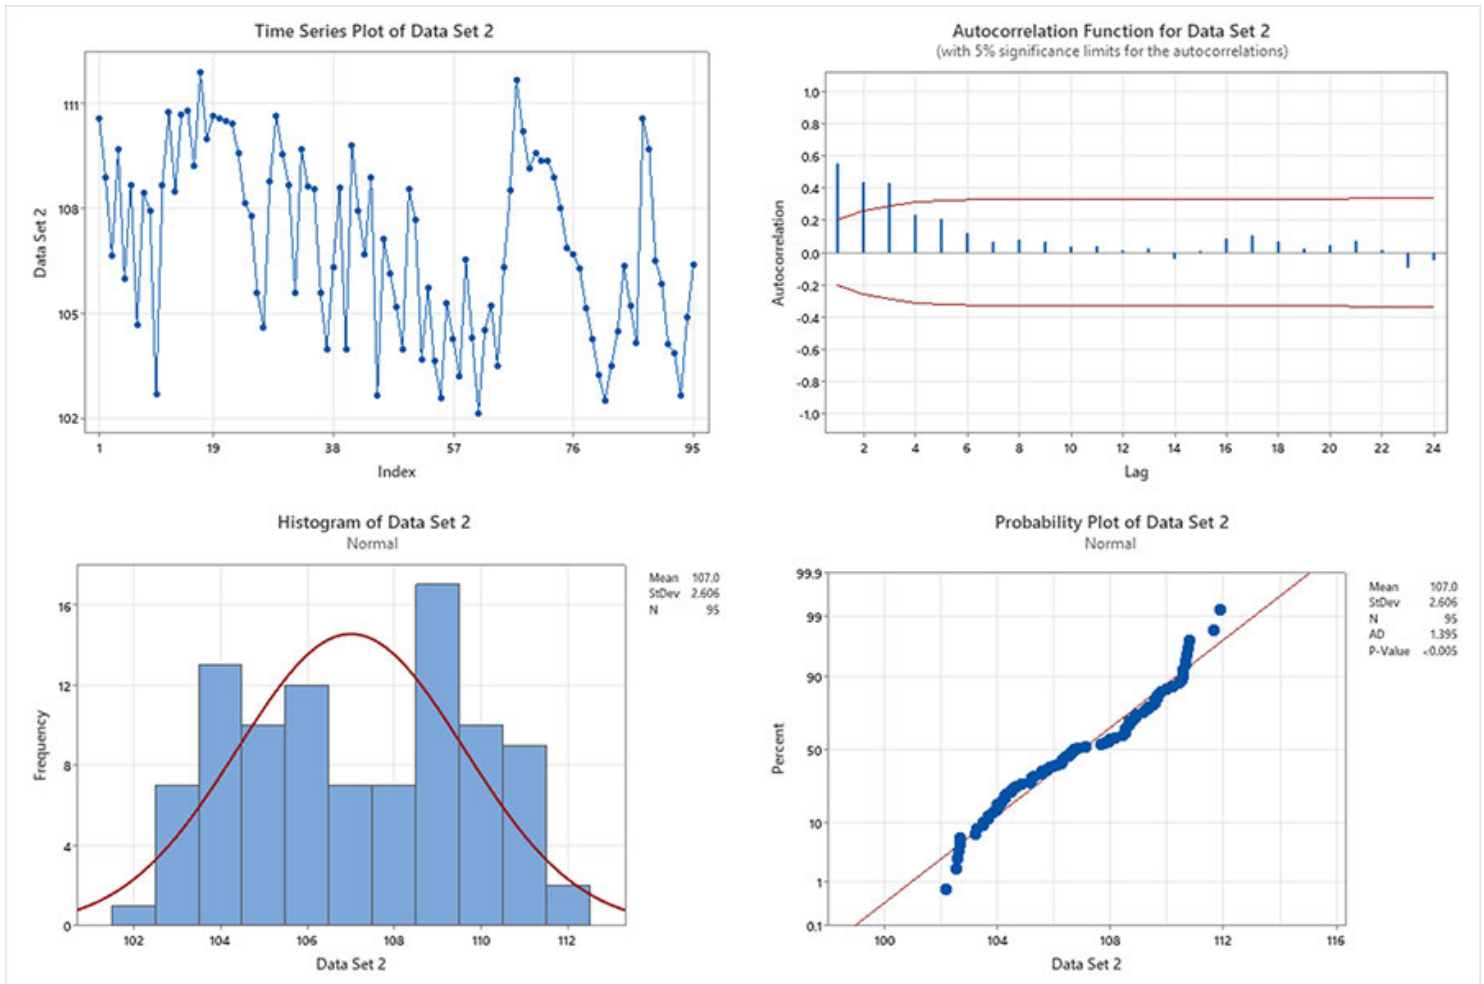 Time Series Plot of Data Set 2
111
108
105
102
Data Set 2
1 19 38 57 76 95
Index
Autocorrelation Function for Data Set 2
(with 5% significance limits for the autocorrelations)
1.0
0.8
0.6
0.4
0.2
0.0
-0.2
-0.4
-0.6
-0.8
-1.0
Autocorrelation
2 4 6 8 10 12 14 16 18 20 22 24
Lag
Histogram of Data Set 2
Normal
Mean 107.0
StDev 2.606
N 95
16
12
8
4
0
Frequency
102 104 106 108 110 112
Data Set 2
Probability Plot of Data Set 2
Normal
Mean 107.0
StDev 2.606
N 95
AD 1.395
P-Value <0.005
99.9
99
90
50
10
1
0.1
Percent
100 104 108 112 116
Data Set 2